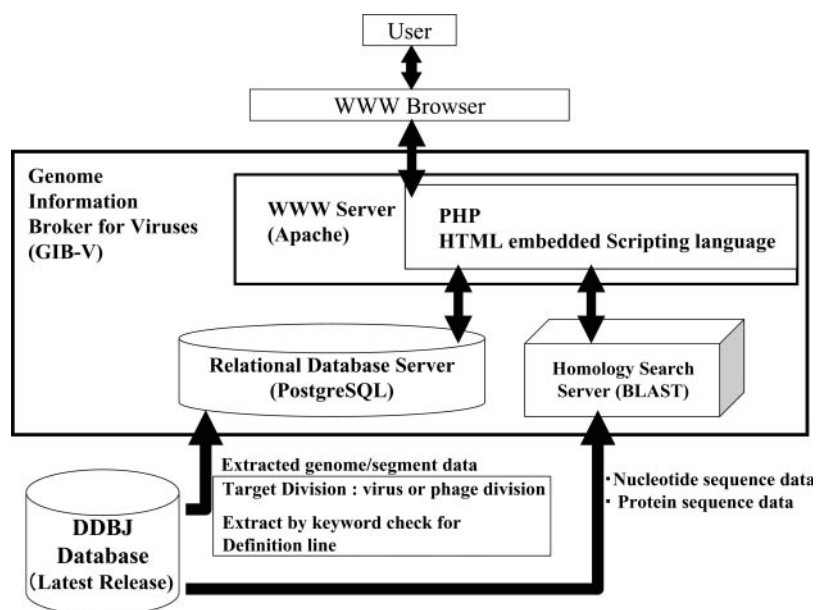 User
WWW Browser
Genome
Information
Broker for Viruses
(GIB-V)
WWW Server
(Apache)
PHP
HTML embedded Scripting language
Relational Database Server
(PostgreSQL)
Homology Search
Server (BLAST)
Extracted genome/segment data
Target Division : virus or phage division
Extract by keyword check for
Definition line
・Nucleotide sequence data
・ Protein sequence data
DDBJ
Database
(Latest Release)